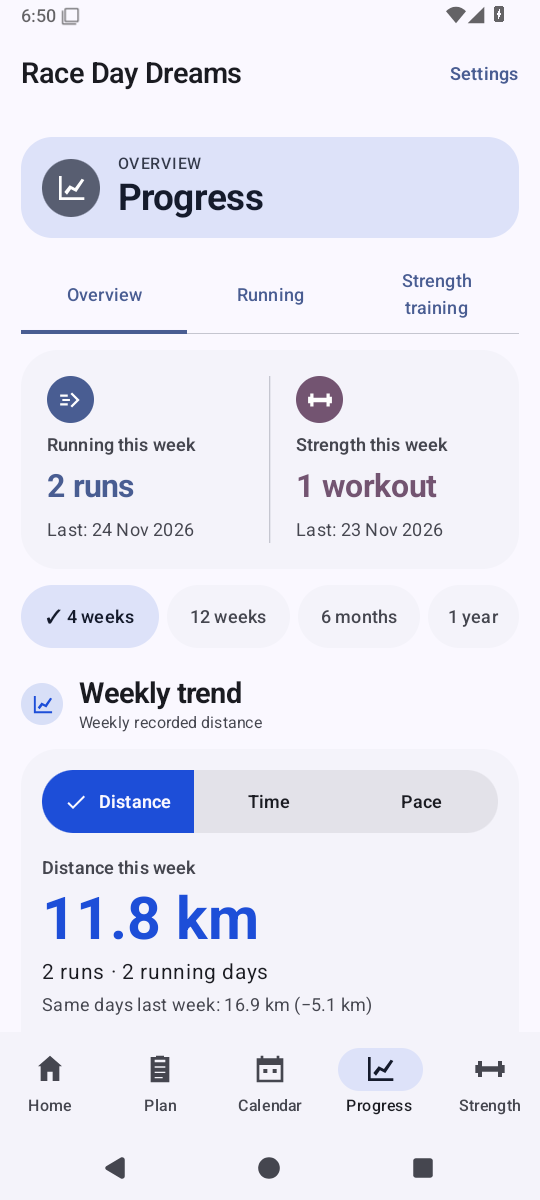 6:50
Race Day Dreams
Settings
OVERVIEW
Progress
Overview
Running
Strength
training
Running this week
2 runs
Last: 24 Nov 2026
Strength this week
1 workout
Last: 23 Nov 2026
✓ 4 weeks
12 weeks
6 months
1 year
Weekly trend
Weekly recorded distance
Distance
Time
Pace
Distance this week
11.8 km
2 runs · 2 running days
Same days last week: 16.9 km (−5.1 km)
Home
Plan
Calendar
Progress
Strength